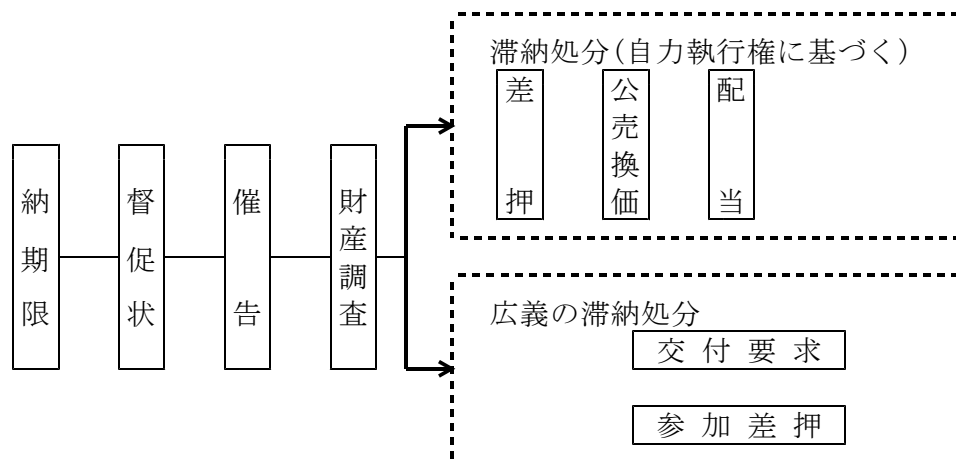 納期限
督促状
催告
財産調査
滞納処分(自力執行権に基づく)
差押
公売換価
配当
広義の滞納処分
交付要求
参加差押